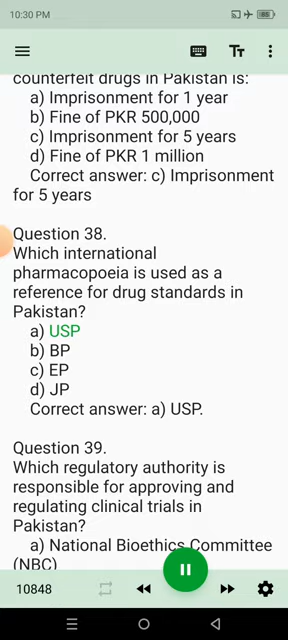 10:30 PM
counterfeit drugs in Pakistan is:
a) Imprisonment for 1 year
b) Fine of PKR 500,000
c) Imprisonment for 5 years
d) Fine of PKR 1 million
Correct answer: c) Imprisonment
for 5 years
Question 38.
Which international
pharmacopoeia is used as a
reference for drug standards in
Pakistan?
a) USP
b) BP
c) EP
d) JP
Correct answer: a) USP.
Question 39.
Which regulatory authority is
responsible for approving and
regulating clinical trials in
Pakistan?
a) National Bioethics Committee
(NBC)
10848